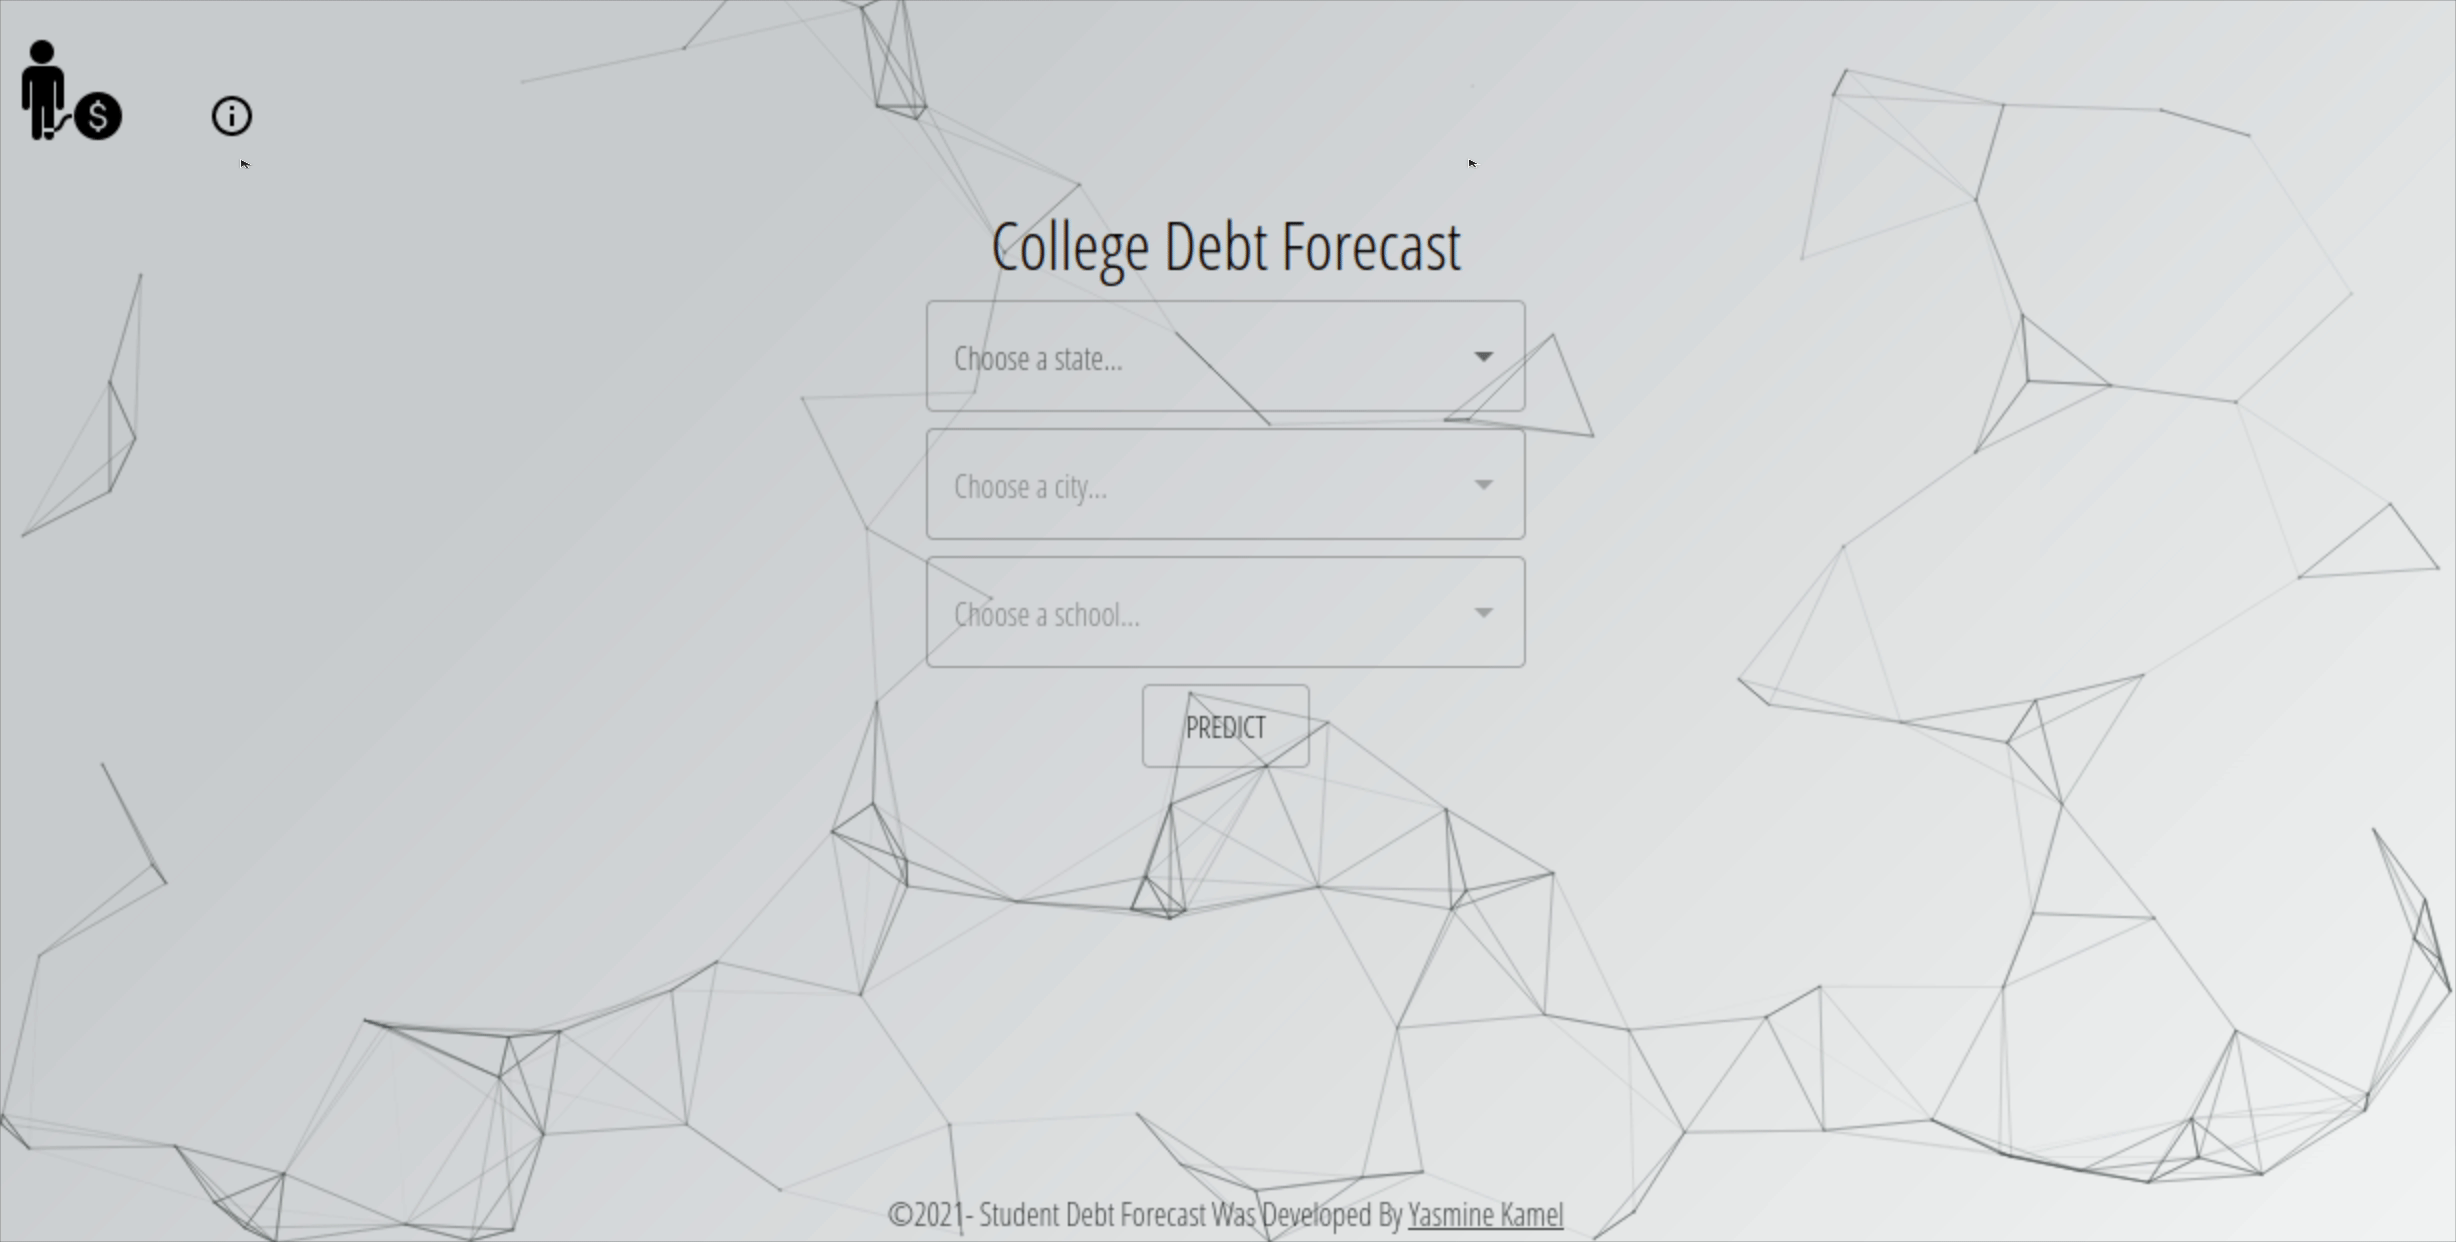 $
i
College Debt Forecast
Choose a state...
Choose a city...
Choose a school...
PREDICT
©2021- Student Debt Forecast Was Developed By Yasmine Kamel